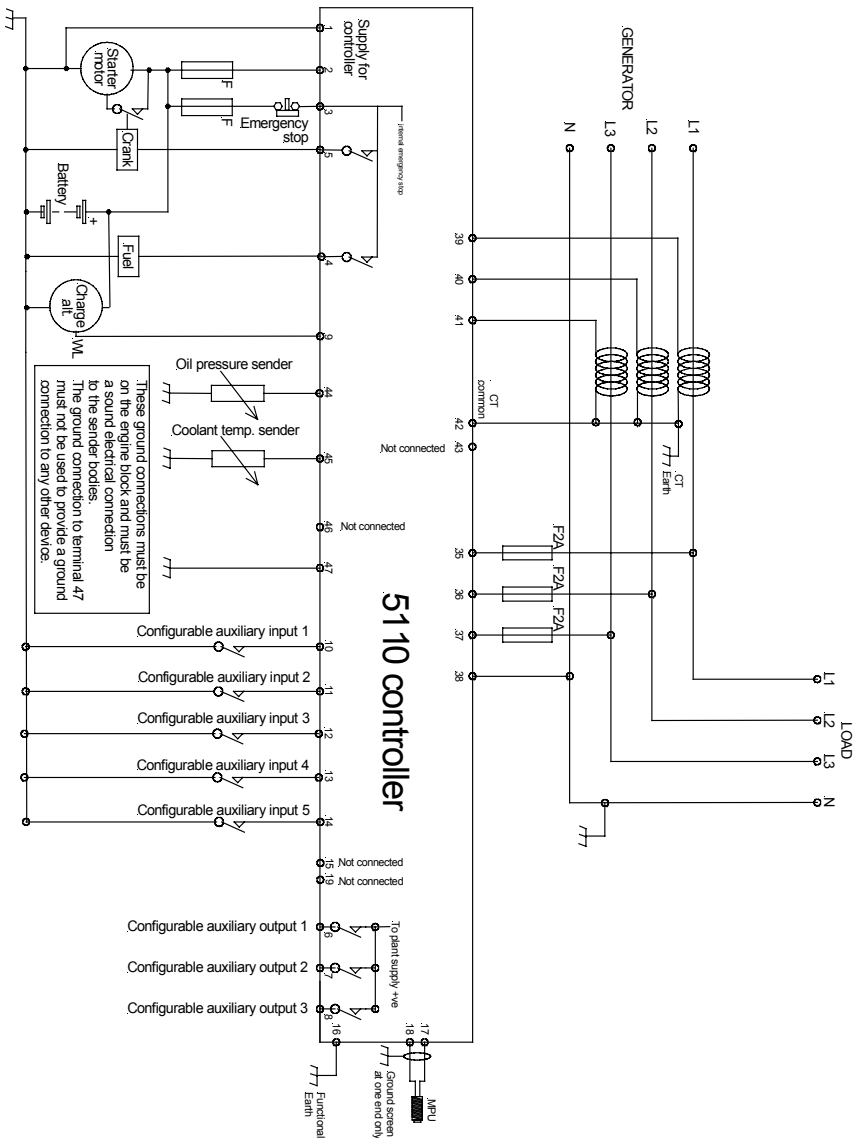 GENERATOR
L1
L2
L3
N
LOAD
L1
L2
L3
N
39
40
41
42
43
35
36
37
38
CT
common
CT
Earth
Not connected
F2A
F2A
F2A
5110 controller
Supply for
controller
1
2
3
5
4
9
44
45
46
47
10
11
12
13
14
15
19
6
7
8
16
18
17
Starter
motor
F
F
Emergency
stop
internal emergency stop
Crank
Battery
+
Fuel
Charge
alt.
WL
Oil pressure sender
Coolant temp. sender
Not connected
These ground connections must be
on the engine block and must be
a sound electrical connection
to the sender bodies.
The ground connection to terminal 47
must not be used to provide a ground
connection to any other device.
Configurable auxiliary input 1
Configurable auxiliary input 2
Configurable auxiliary input 3
Configurable auxiliary input 4
Configurable auxiliary input 5
Not connected
Not connected
Configurable auxiliary output 1
Configurable auxiliary output 2
Configurable auxiliary output 3
To plant supply +ve
Functional
Earth
Ground screen
at one end only
MPU